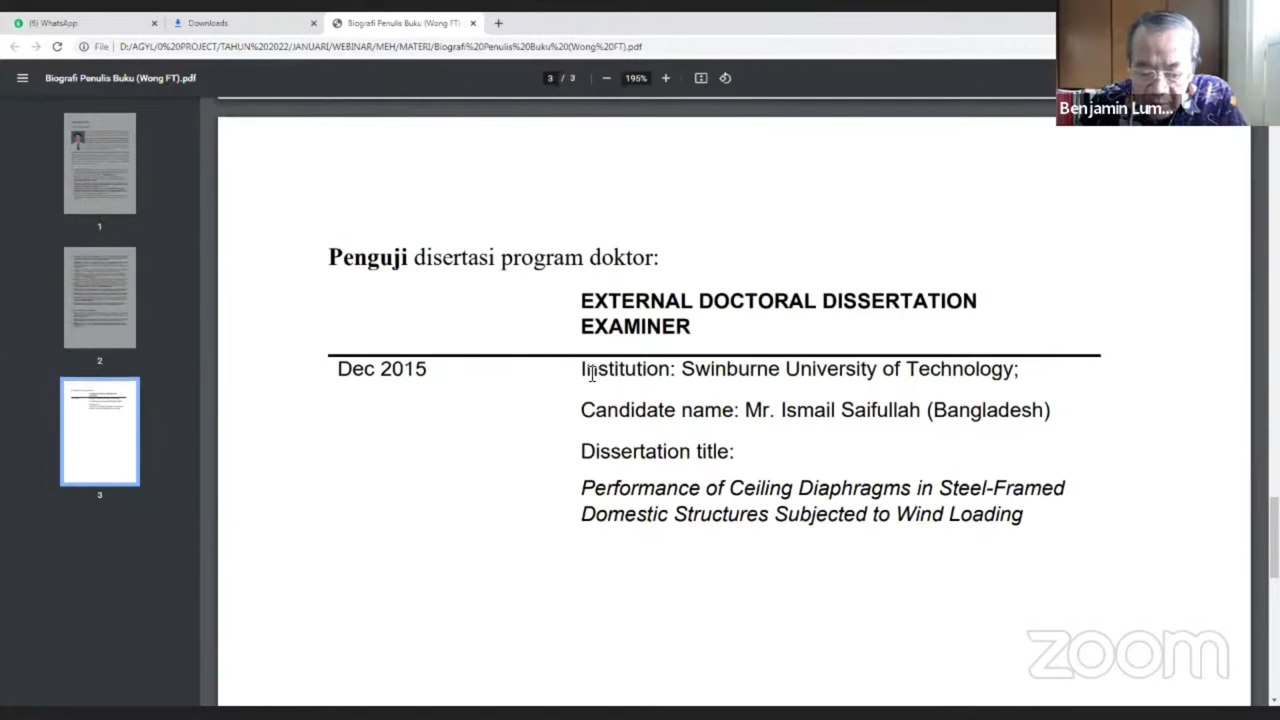 (5) WhatsApp
Downloads
Biografi Penulis Buku (Wong FT)
File D:/AGYL/0%20PROJECT/TAHUN%202022/JANUARI/WEBINAR/MEH/MATERI/Biografi%20Penulis%20Buku%20(Wong%20FT).pdf
Biografi Penulis Buku (Wong FT).pdf
3 / 3
195%
Benjamin Lum...
1
2
3
Penguji disertasi program doktor:
EXTERNAL DOCTORAL DISSERTATION
EXAMINER
Dec 2015 Institution: Swinburne University of Technology;
Candidate name: Mr. Ismail Saifullah (Bangladesh)
Dissertation title:
Performance of Ceiling Diaphragms in Steel-Framed
Domestic Structures Subjected to Wind Loading
zoom